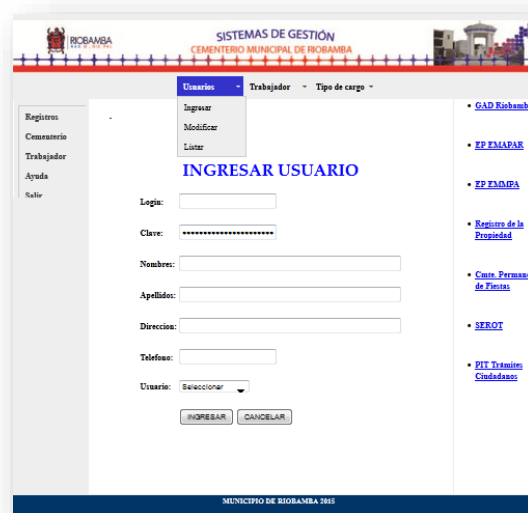 RIOBAMBA
SISTEMAS DE GESTIÓN
CEMENTERIO MUNICIPAL DE RIOBAMBA
Usuarios Trabajador Tipo de cargo
Ingresar
Modificar
Listar
Registros
Cementerio
Trabajador
Ayuda
Salir
-
INGRESAR USUARIO
Login:
Clave:
Nombres:
Apellidos:
Direccion:
Telefono:
Usuario: Seleccionar
INGRESAR CANCELAR
GAD Riobamb
EP EMAPAR
EP EMMPA
Registro de la
Propiedad
Cmte. Perman
de Fiestas
SEROT
PIT Trámites
Ciudadanos
MUNICIPIO DE RIOBAMBA 2015